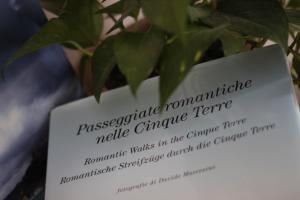 Passeggiate romantiche
nelle Cinque Terre
Romantic Walks in the Cinque Terre
Romantische Streifzüge durch die Cinque Terre
fotografie di Davide